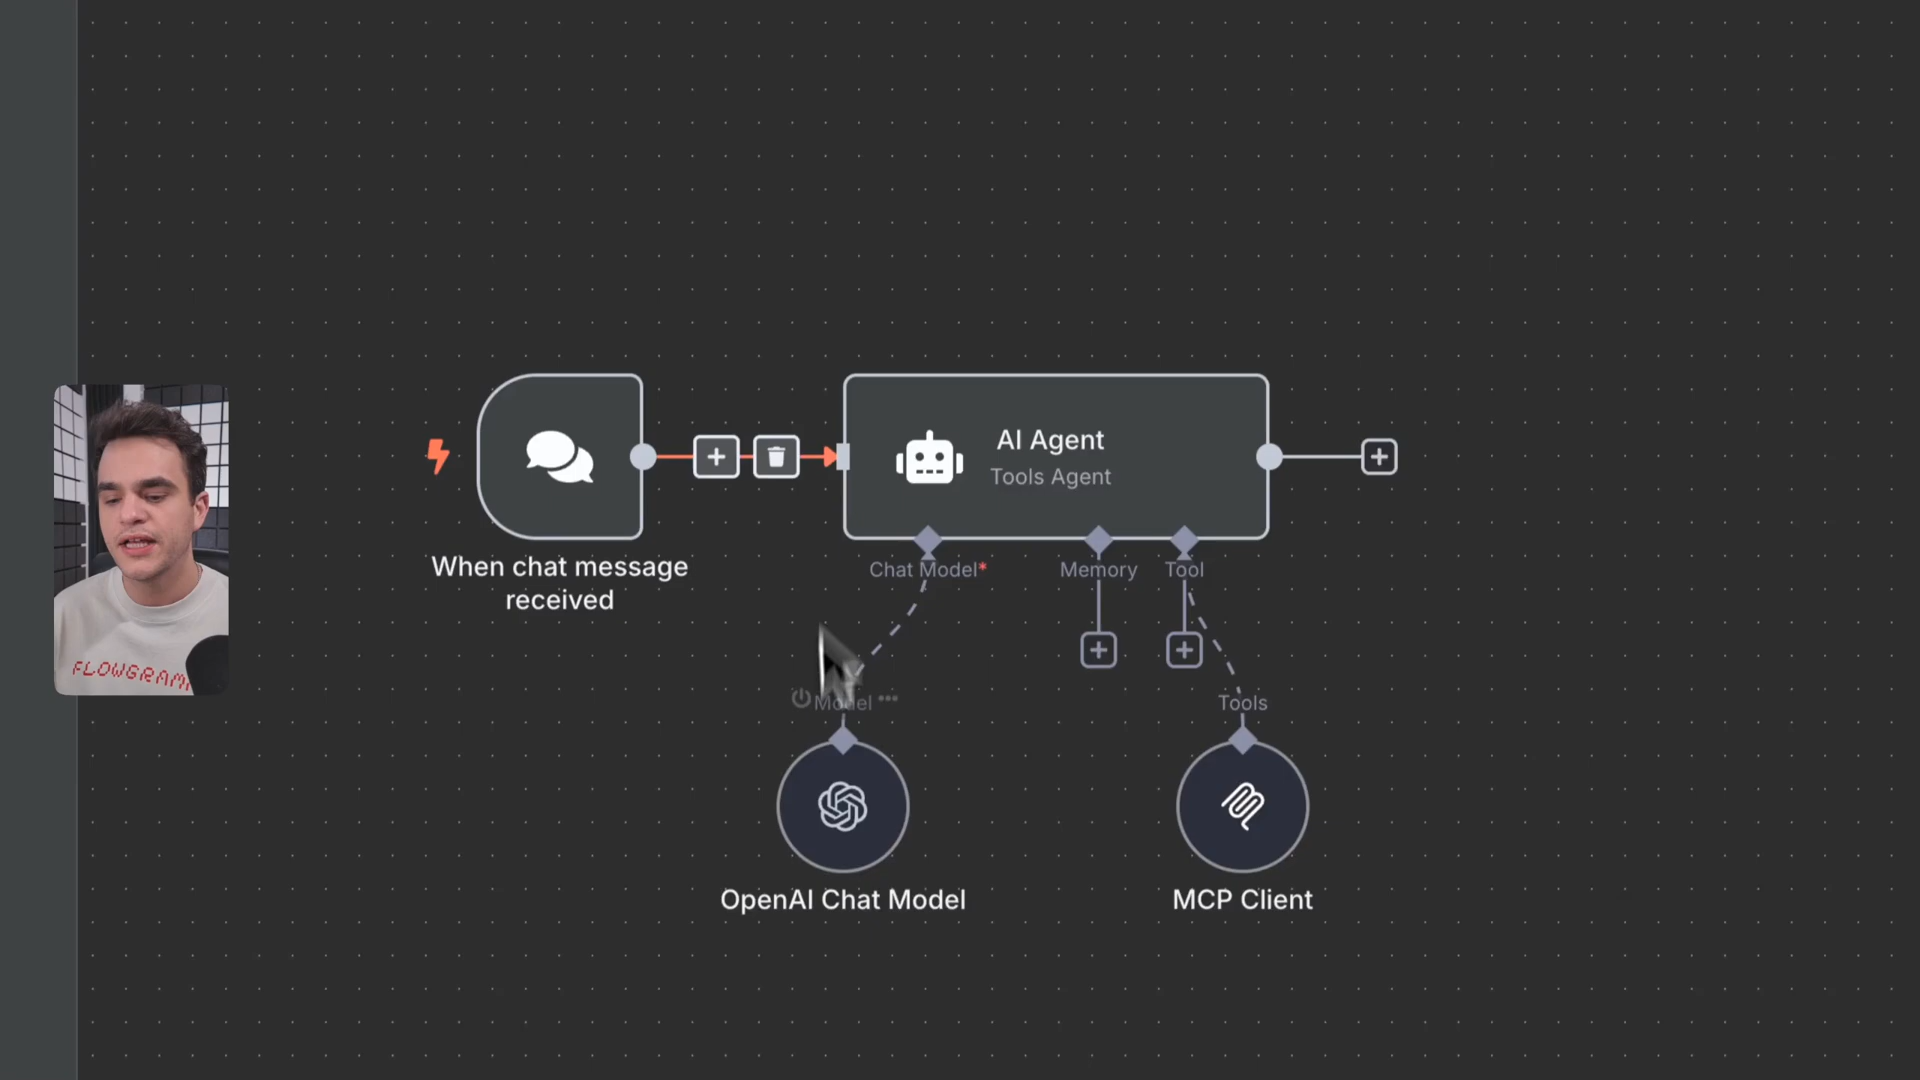 AI Agent
Tools Agent
When chat message
received
Chat Model*
Memory
Tool
Model
Tools
OpenAI Chat Model
MCP Client
FLOWGRAM